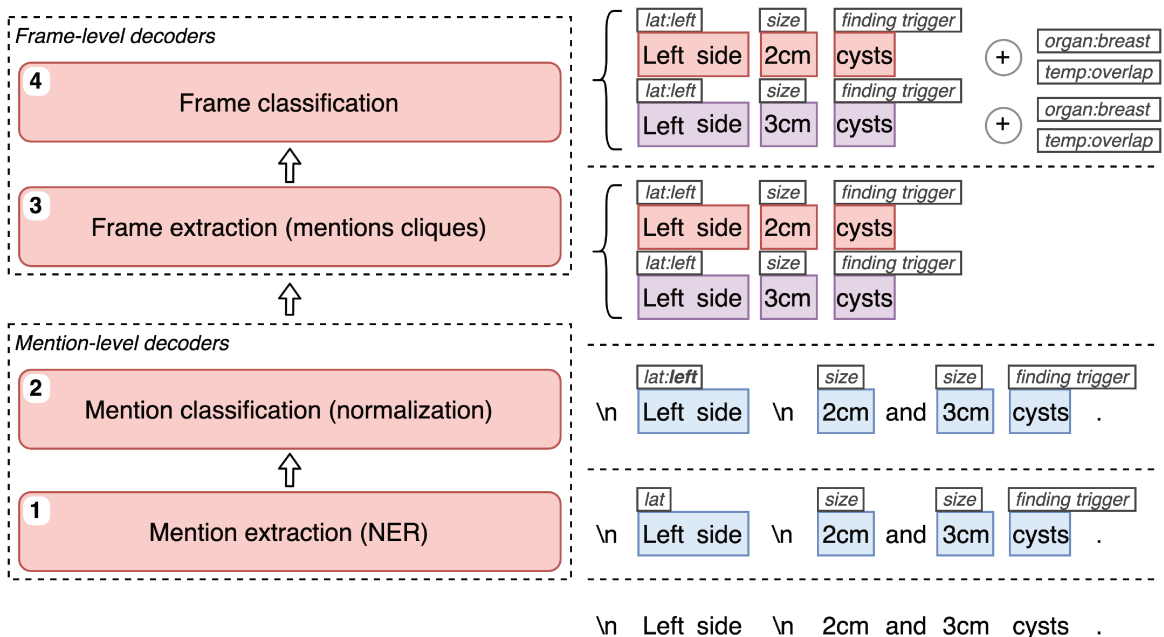 Frame-level decoders
4
Frame classification
3
Frame extraction (mentions cliques)
Mention-level decoders
2
Mention classification (normalization)
1
Mention extraction (NER)
lat:left size finding trigger
Left side 2cm cysts + organ:breast
temp:overlap
lat:left size finding trigger
Left side 3cm cysts + organ:breast
temp:overlap
lat:left size finding trigger
Left side 2cm cysts
lat:left size finding trigger
Left side 3cm cysts
lat:left size size finding trigger
\n Left side \n 2cm and 3cm cysts .
lat size size finding trigger
\n Left side \n 2cm and 3cm cysts .
\n Left side \n 2cm and 3cm cysts .